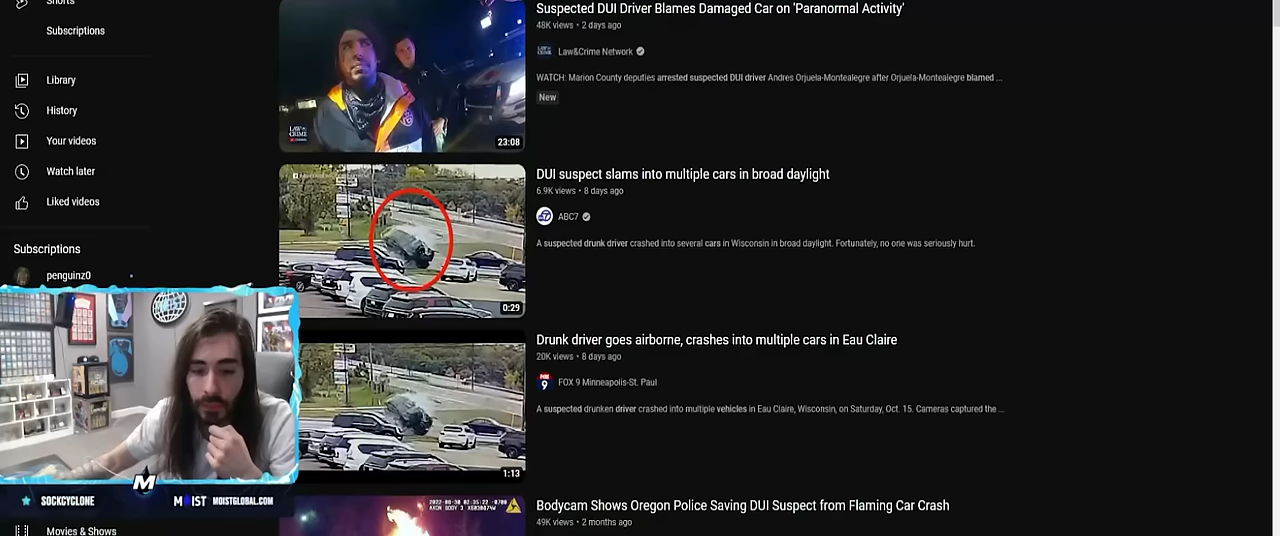 Shorts
Subscriptions
Library
History
Your videos
Watch later
Liked videos
Subscriptions
penguinz0
Movies & Shows
LAW& CRIME
23:08
Suspected DUI Driver Blames Damaged Car on 'Paranormal Activity'
48K views • 2 days ago
Law&Crime Network
WATCH: Marion County deputies arrested suspected DUI driver Andres Orjuela-Montealegre after Orjuela-Montealegre blamed ...
New
0:29
DUI suspect slams into multiple cars in broad daylight
6.9K views • 8 days ago
ABC7
A suspected drunk driver crashed into several cars in Wisconsin in broad daylight. Fortunately, no one was seriously hurt.
1:13
Drunk driver goes airborne, crashes into multiple cars in Eau Claire
20K views • 8 days ago
FOX 9
FOX 9 Minneapolis-St. Paul
A suspected drunken driver crashed into multiple vehicles in Eau Claire, Wisconsin, on Saturday, Oct. 15. Cameras captured the ...
Bodycam Shows Oregon Police Saving DUI Suspect from Flaming Car Crash
49K views • 2 months ago
M
SOCKCYCLONE
MOIST
MOISTGLOBAL.COM